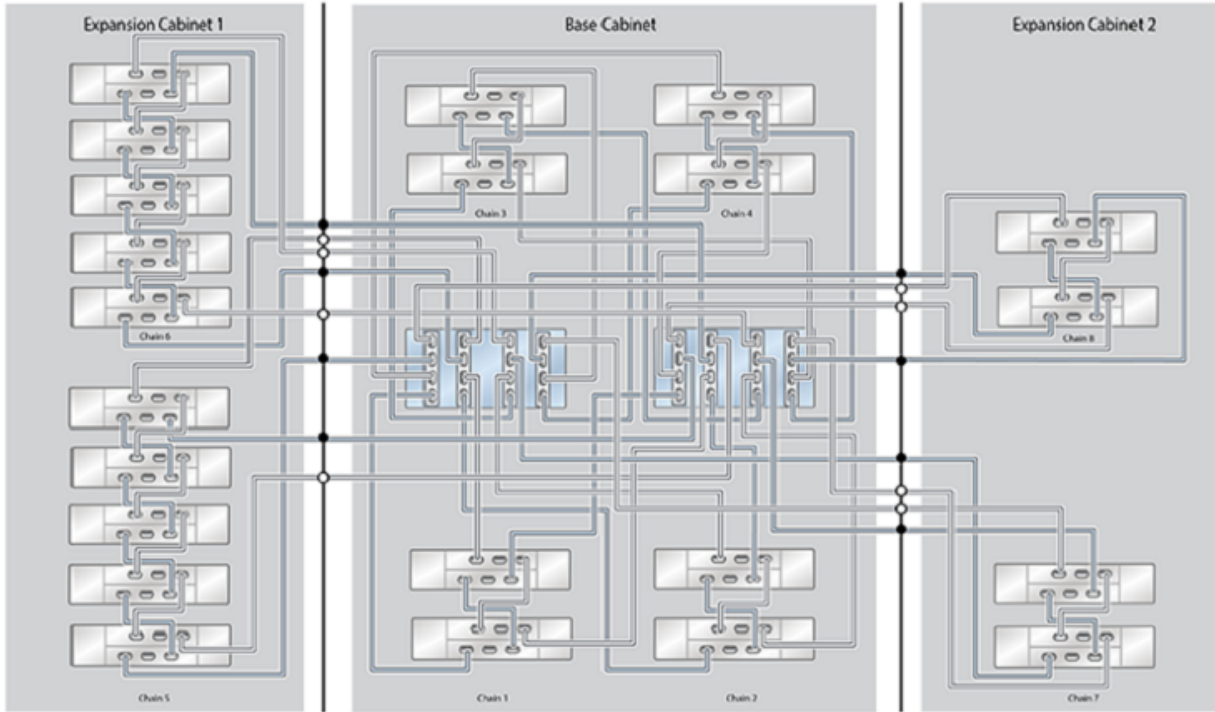 Expansion Cabinet 1
Base Cabinet
Expansion Cabinet 2
Chain 3
Chain 4
Chain 6
Chain 8
Chain 5
Chain 1
Chain 2
Chain 7